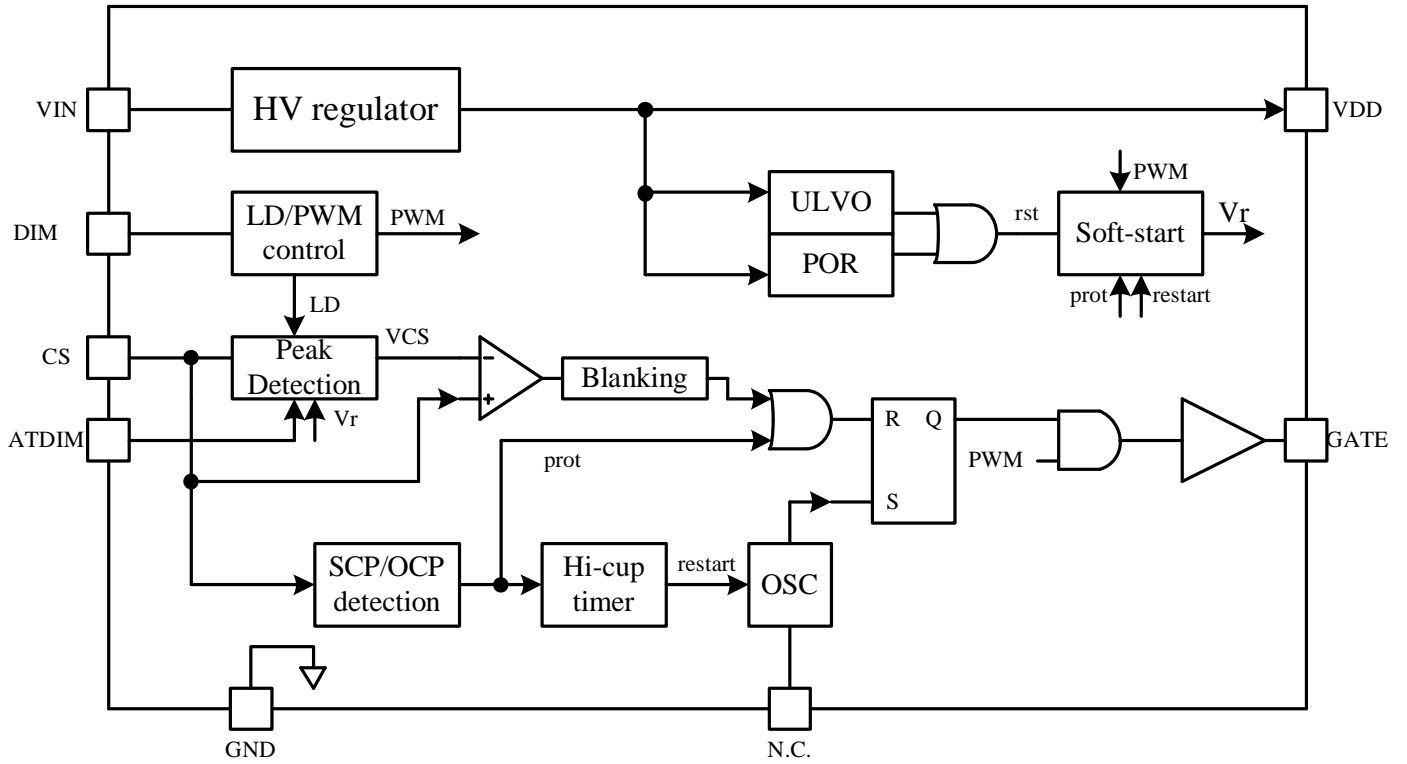 VIN
HV regulator
VDD
DIM
LD/PWM
control
PWM
LD
ULVO
POR
rst
PWM
Soft-start
Vr
prot
restart
CS
Peak
Detection
VCS
Vr
-
+
Blanking
ATDIM
prot
R
Q
S
PWM
GATE
SCP/OCP
detection
Hi-cup
timer
restart
OSC
GND
N.C.